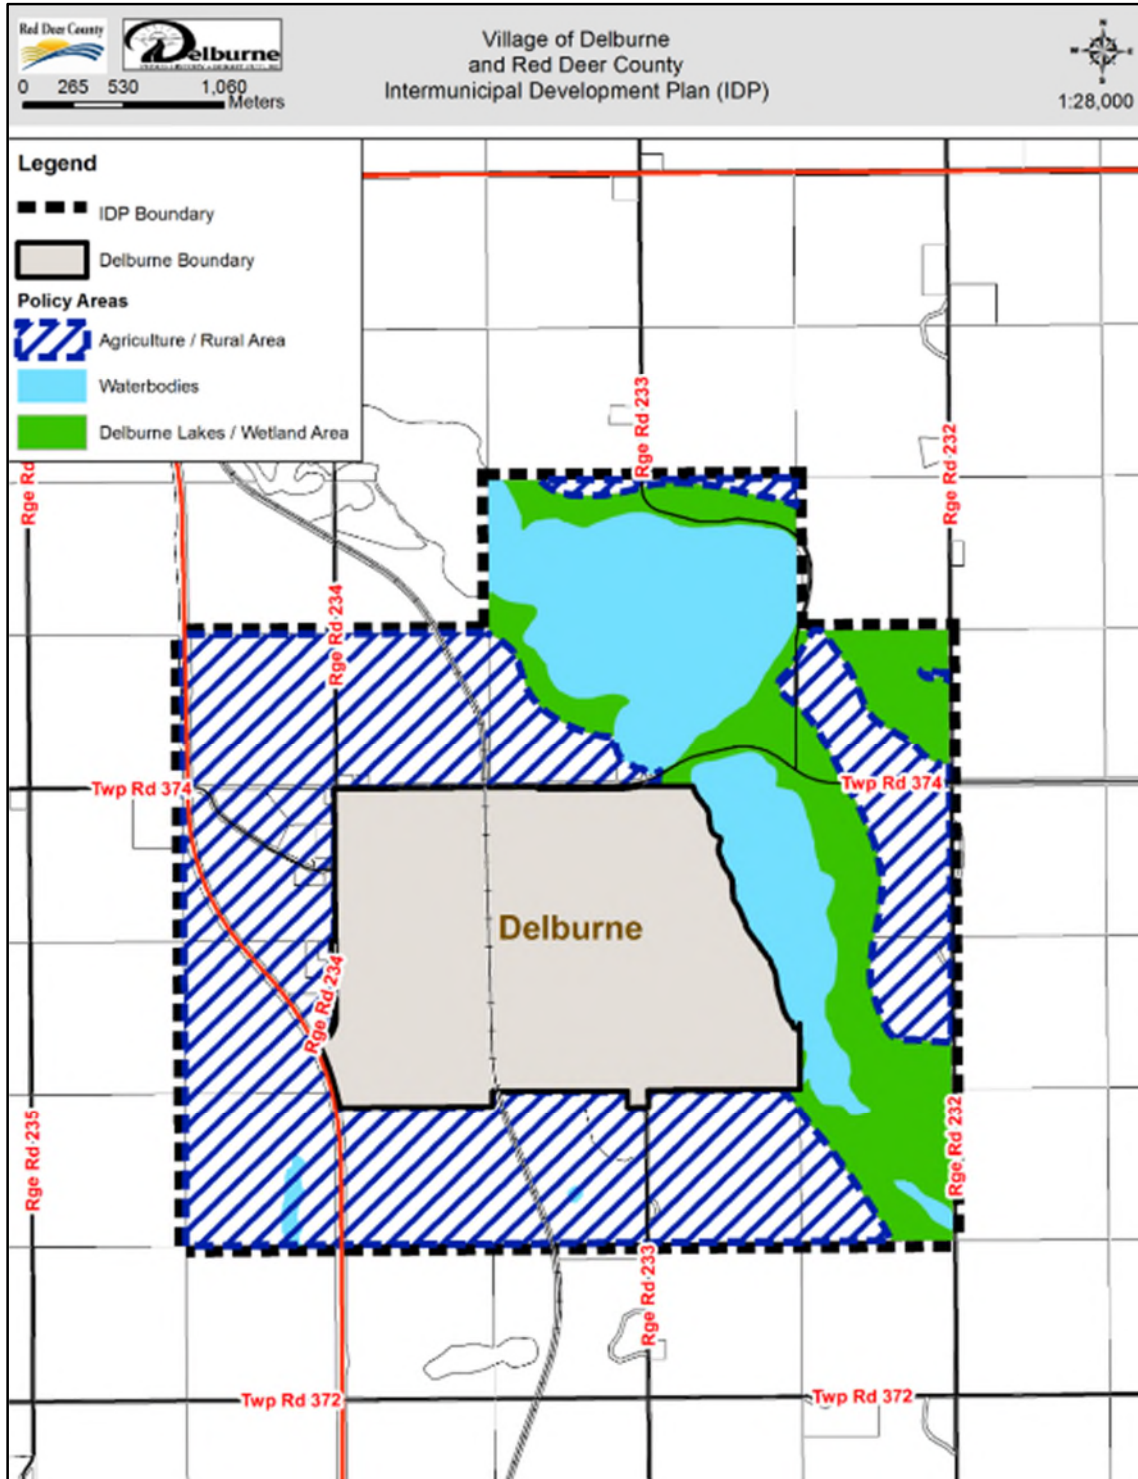 Red Deer County
Delburne
Village of Delburne
and Red Deer County
Intermunicipal Development Plan (IDP)
N
W
E
S
0 265 530 1,060
Meters
1:28,000
Legend
IDP Boundary
Delburne Boundary
Policy Areas
Agriculture / Rural Area
Waterbodies
Delburne Lakes / Wetland Area
Rge Rd 233
Rge Rd 232
Rge Rd
Rge Rd 234
Twp Rd 374
Twp Rd 374
Delburne
Rge Rd 234
Rge Rd 235
Rge Rd 232
Rge Rd 233
Twp Rd 372
Twp Rd 372